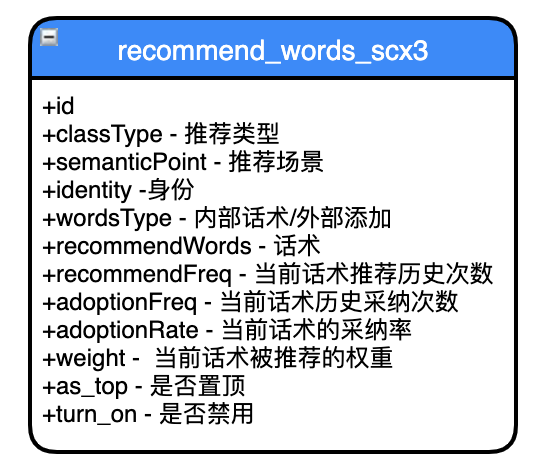 recommend_words_scx3
+id
+classType - 推荐类型
+semanticPoint - 推荐场景
+identity -身份
+wordsType - 内部话术/外部添加
+recommendWords - 话术
+recommendFreq - 当前话术推荐历史次数
+adoptionFreq - 当前话术历史采纳次数
+adoptionRate - 当前话术的采纳率
+weight -  当前话术被推荐的权重
+as_top - 是否置顶
+turn_on - 是否禁用